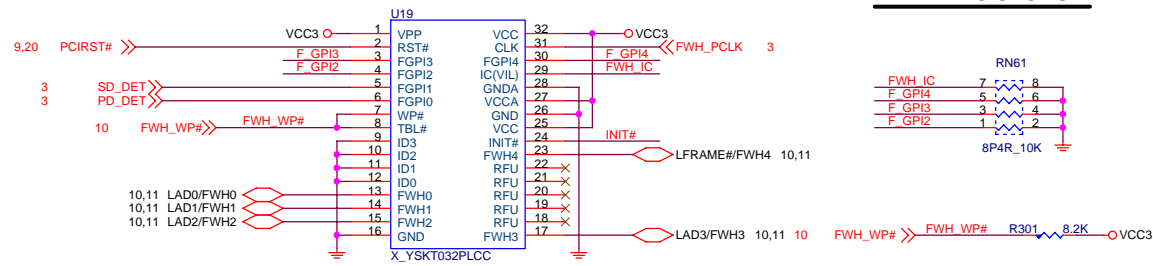 U19
VCC3 1 VPP VCC 32 VCC3
9,20 PCIRST# 2 RST# CLK 31 FWH_PCLK 3
F_GPI3 3 FGPI3 FGPI4 30 F_GPI4
F_GPI2 4 FGPI2 IC(VIL) 29 FWH_IC
3 SD_DET 5 FGPI1 GNDA 28
3 PD_DET 6 FGPI0 VCCA 27
7 WP# GND 26
10 FWH_WP# FWH_WP# 8 TBL# VCC 25
9 ID3 INIT# 24 INIT#
10 ID2 FWH4 23 LFRAME#/FWH4 10,11
11 ID1 RFU 22
12 ID0 RFU 21
10,11 LAD0/FWH0 13 FWH0 RFU 20
10,11 LAD1/FWH1 14 FWH1 RFU 19
10,11 LAD2/FWH2 15 FWH2 RFU 18
16 GND FWH3 17 LAD3/FWH3 10,11
X_YSKT032PLCC
RN61
FWH_IC 7 8
F_GPI4 5 6
F_GPI3 3 4
F_GPI2 1 2
8P4R_10K
10 FWH_WP# FWH_WP# R301 8.2K VCC3